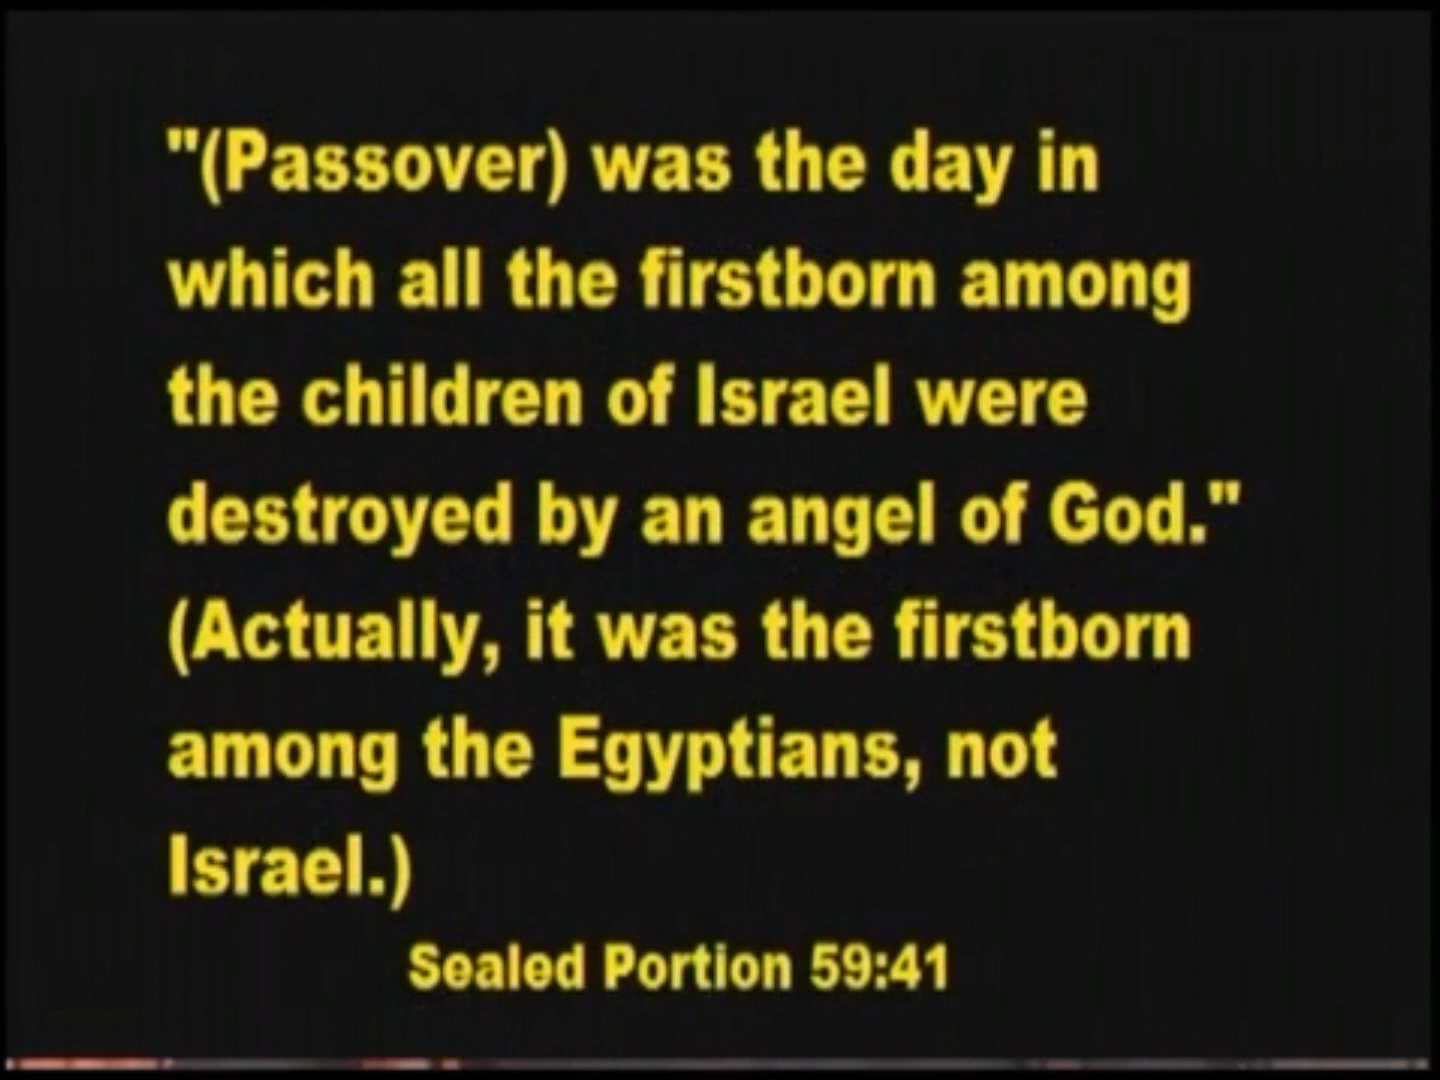 "(Passover) was the day in
which all the firstborn among
the children of Israel were
destroyed by an angel of God."
(Actually, it was the firstborn
among the Egyptians, not
Israel.)
Sealed Portion 59:41